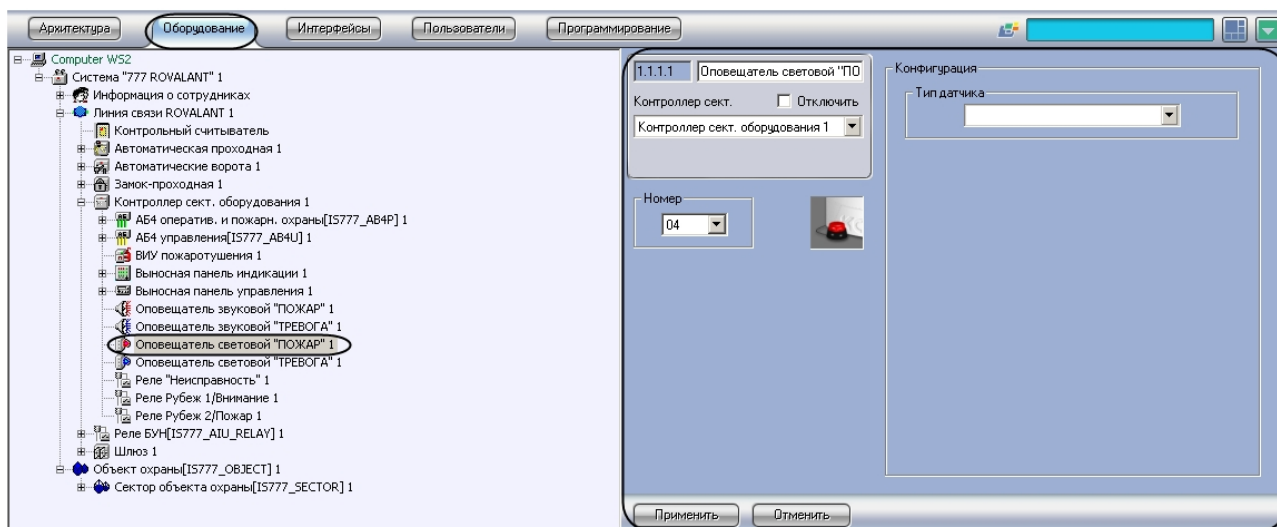 Архитектура
Оборудование
Интерфейсы
Пользователи
Программирование
Computer WS2
Система "777 ROVALANT" 1
Информация о сотрудниках
Линия связи ROVALANT 1
Контрольный считыватель
Автоматическая проходная 1
Автоматические ворота 1
Замок-проходная 1
Контроллер сект. оборудования 1
АБ4 оператив. и пожарн. охраны[IS777_AB4P] 1
АБ4 управления[IS777_AB4U] 1
ВИУ пожаротушения 1
Выносная панель индикации 1
Выносная панель управления 1
Оповещатель звуковой "ПОЖАР" 1
Оповещатель звуковой "ТРЕВОГА" 1
Оповещатель световой "ПОЖАР" 1
Оповещатель световой "ТРЕВОГА" 1
Реле "Неисправность" 1
Реле Рубеж 1/Внимание 1
Реле Рубеж 2/Пожар 1
Реле БУН[IS777_AIU_RELAY] 1
Шлюз 1
Объект охраны[IS777_OBJECT] 1
Сектор объекта охраны[IS777_SECTOR] 1
1.1.1.1 Оповещатель световой "ПО
Контроллер сект. Отключить
Контроллер сект. оборудования 1
Номер
04
Конфигурация
Тип датчика
Применить
Отменить